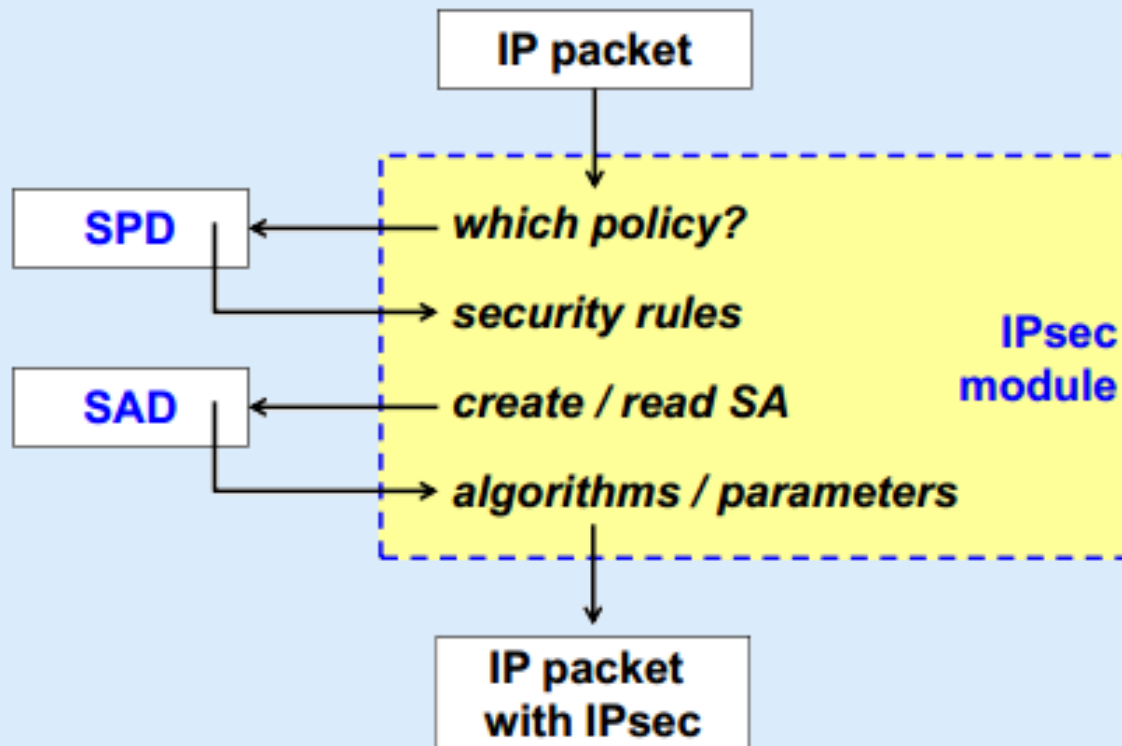 IP packet
SPD
which policy?
security rules
IPsec
module
SAD
create / read SA
algorithms / parameters
IP packet
with IPsec